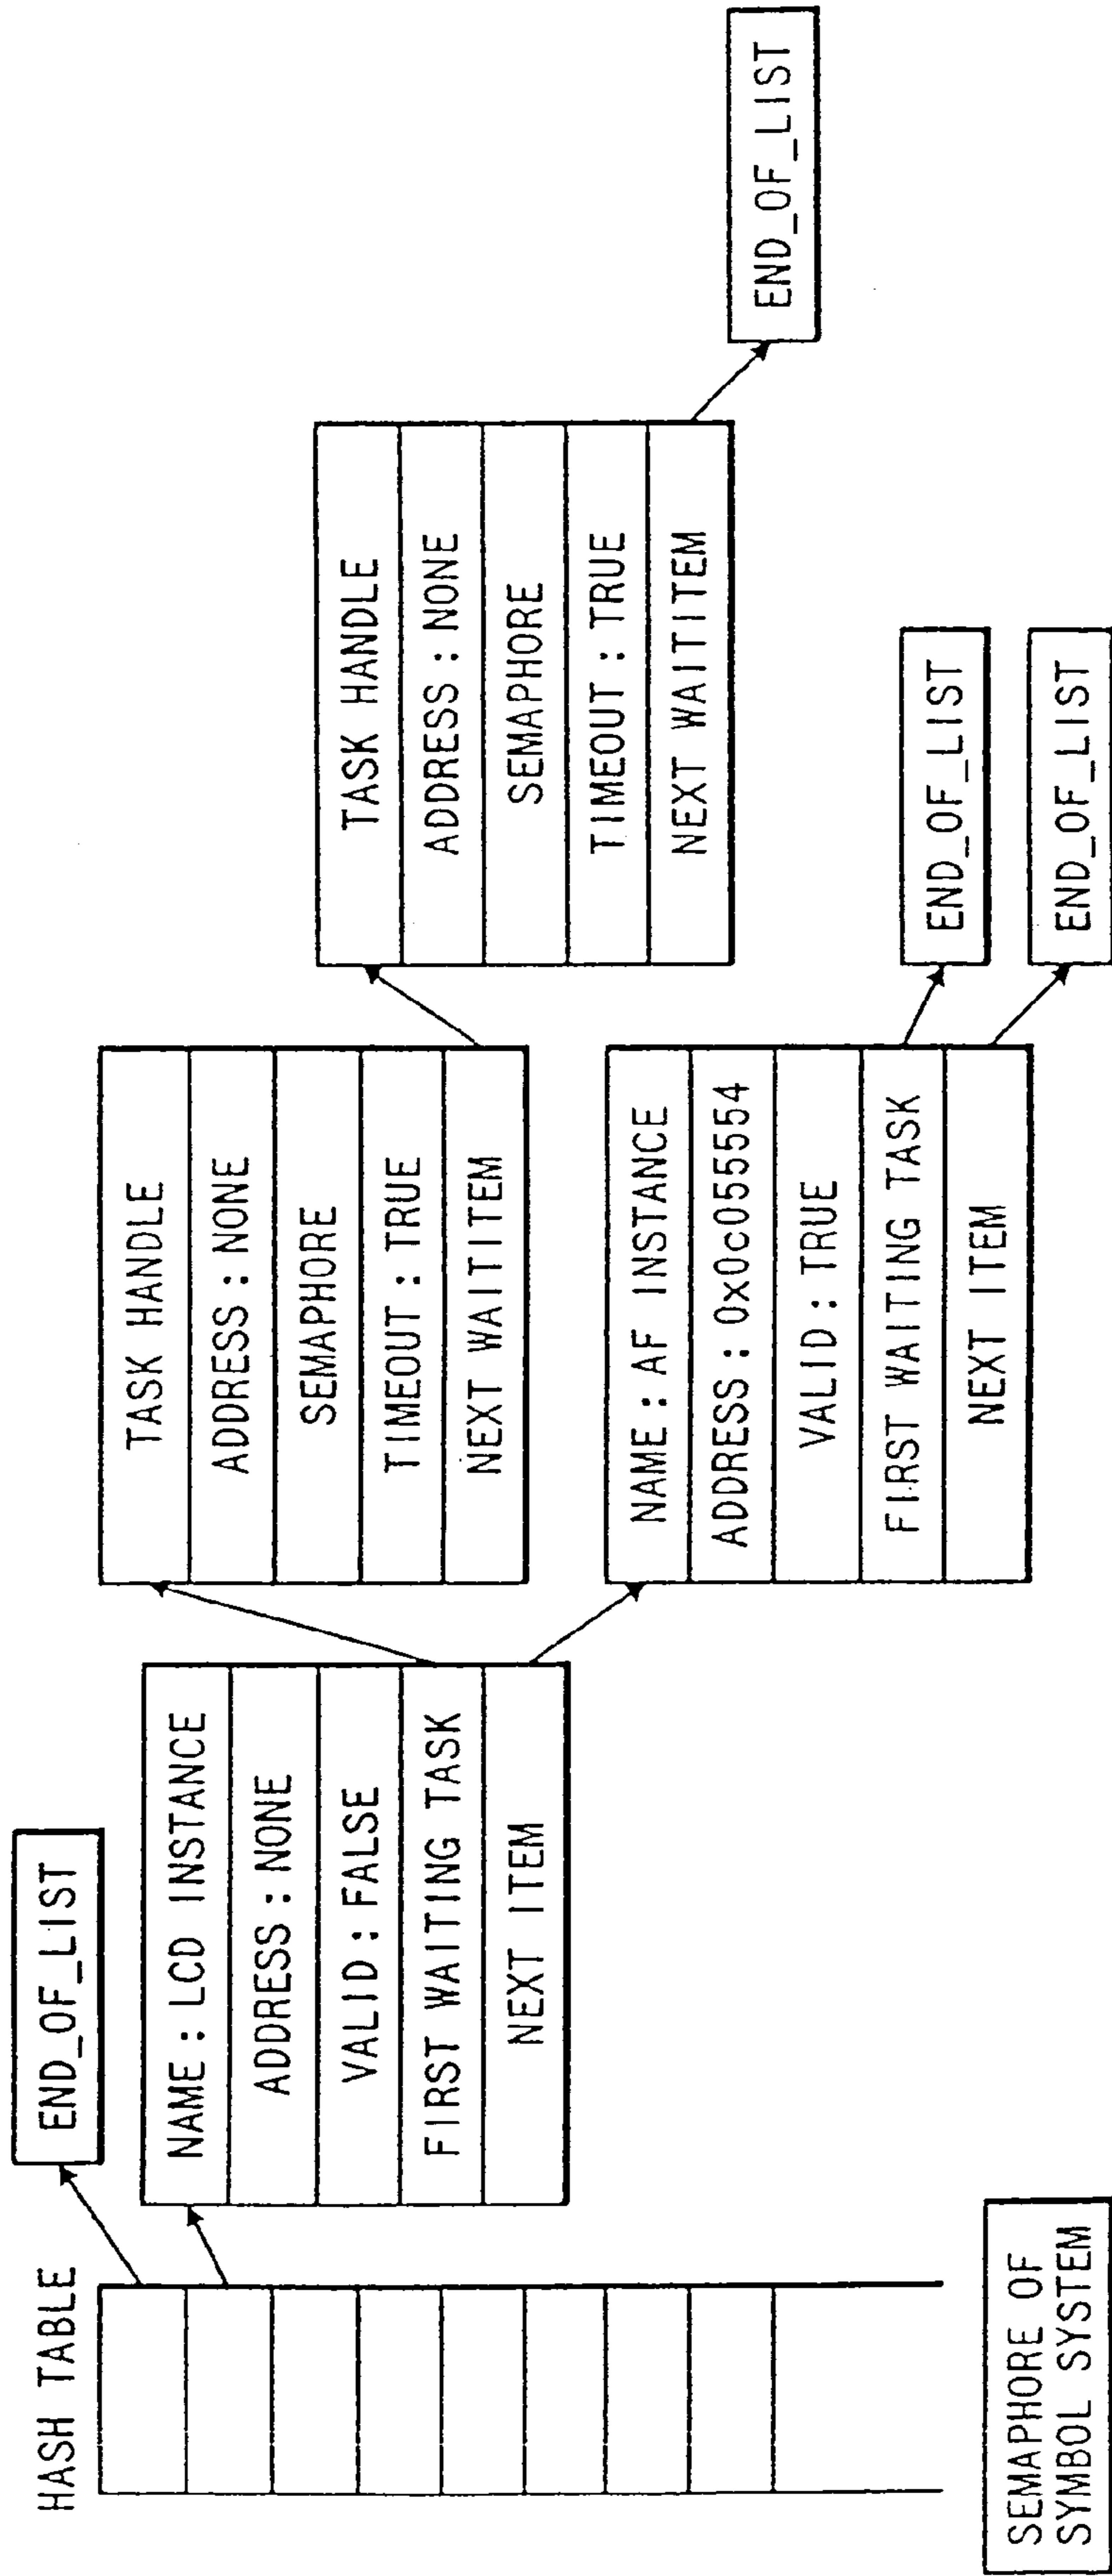 HASH TABLE
END_OF_LIST
NAME : LCD INSTANCE
ADDRESS : NONE
VALID : FALSE
FIRST WAITING TASK
NEXT ITEM
TASK HANDLE
ADDRESS : NONE
SEMAPHORE
TIMEOUT : TRUE
NEXT WAITITEM
TASK HANDLE
ADDRESS : NONE
SEMAPHORE
TIMEOUT : TRUE
NEXT WAITITEM
END_OF_LIST
NAME : AF INSTANCE
ADDRESS : 0x0c055554
VALID : TRUE
FIRST WAITING TASK
NEXT ITEM
END_OF_LIST
END_OF_LIST
SEMAPHORE OF
SYMBOL SYSTEM